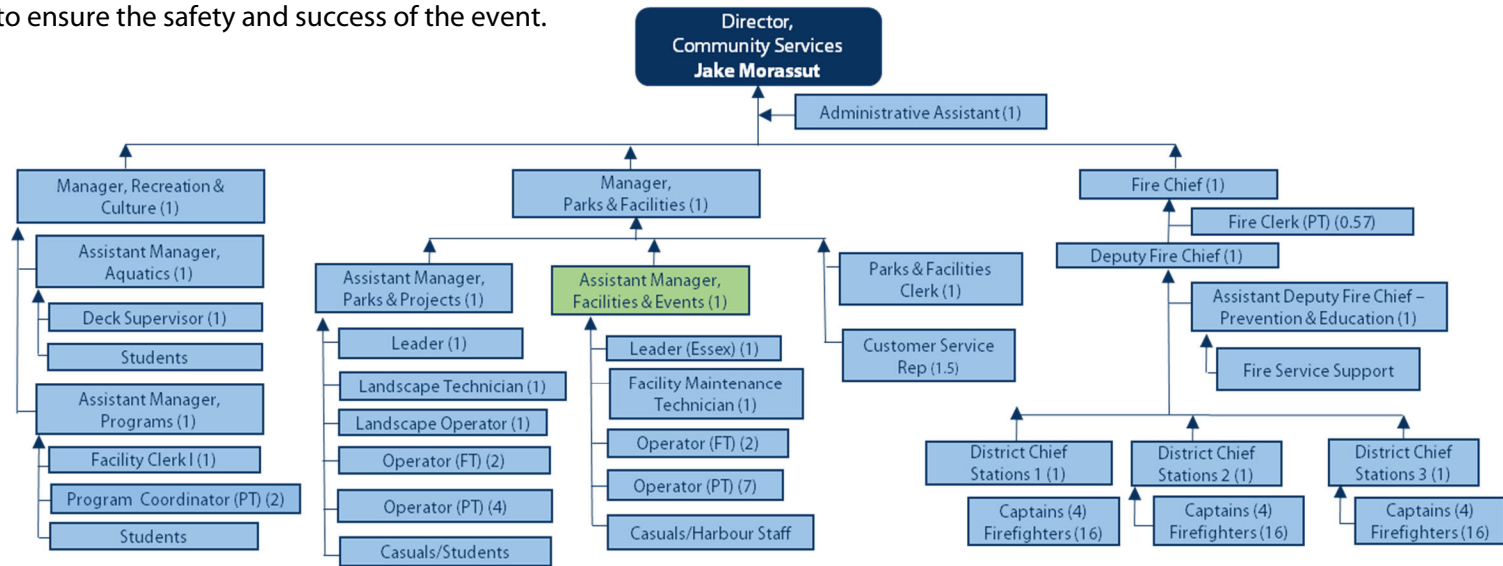 to ensure the safety and success of the event.
Director,
Community Services
Jake Morassut
Administrative Assistant (1)
Manager, Recreation &
Culture (1)
Assistant Manager,
Aquatics (1)
Deck Supervisor (1)
Students
Assistant Manager,
Programs (1)
Facility Clerk I (1)
Program Coordinator (PT) (2)
Students
Manager,
Parks & Facilities (1)
Assistant Manager,
Parks & Projects (1)
Leader (1)
Landscape Technician (1)
Landscape Operator (1)
Operator (FT) (2)
Operator (PT) (4)
Casuals/Students
Assistant Manager,
Facilities & Events (1)
Leader (Essex) (1)
Facility Maintenance
Technician (1)
Operator (FT) (2)
Operator (PT) (7)
Casuals/Harbour Staff
Parks & Facilities
Clerk (1)
Customer Service
Rep (1.5)
Fire Chief (1)
Fire Clerk (PT) (0.57)
Deputy Fire Chief (1)
Assistant Deputy Fire Chief –
Prevention & Education (1)
Fire Service Support
District Chief
Stations 1 (1)
Captains (4)
Firefighters (16)
District Chief
Stations 2 (1)
Captains (4)
Firefighters (16)
District Chief
Stations 3 (1)
Captains (4)
Firefighters (16)